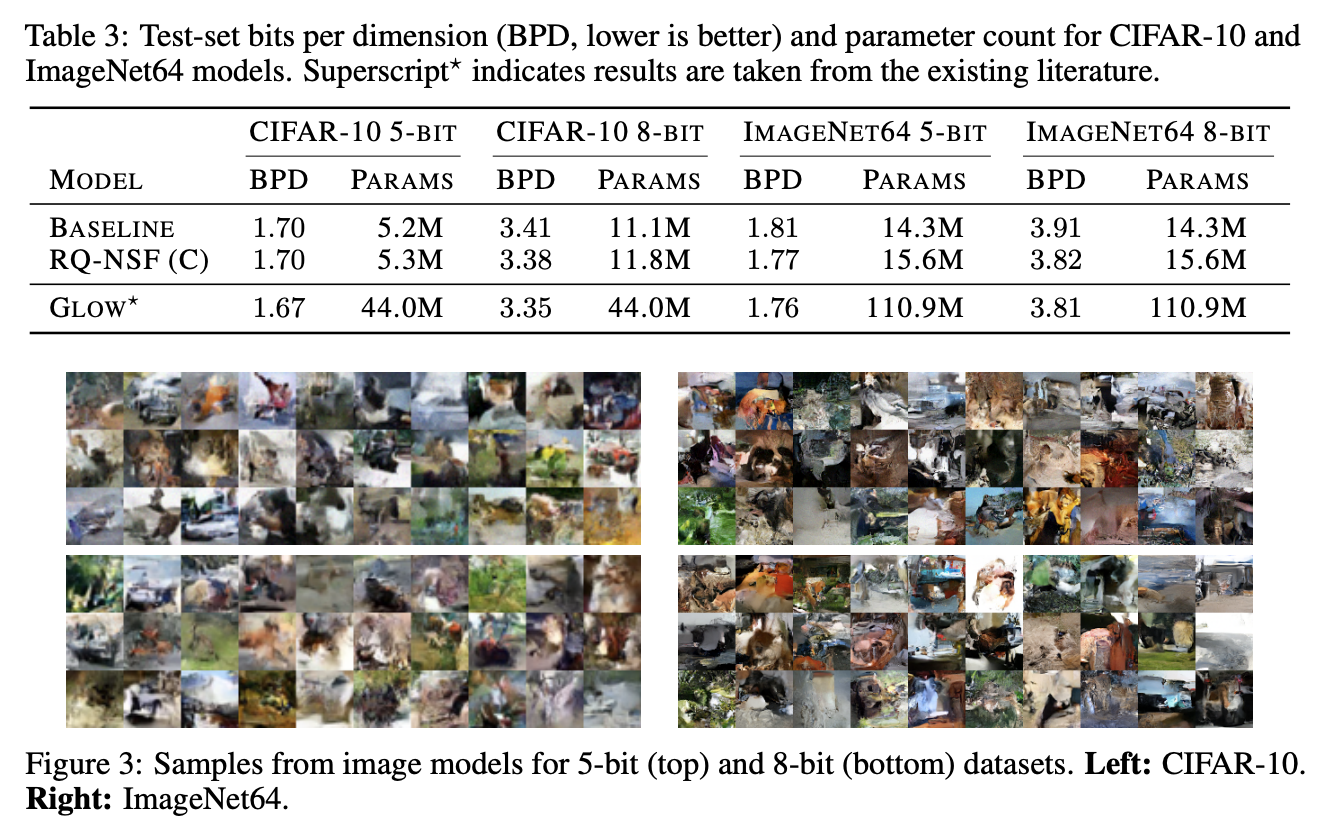 Table 3: Test-set bits per dimension (BPD, lower is better) and parameter count for CIFAR-10 and
ImageNet64 models. Superscript⋆ indicates results are taken from the existing literature.
CIFAR-10 5-BIT CIFAR-10 8-BIT IMAGENET64 5-BIT IMAGENET64 8-BIT
MODEL BPD PARAMS BPD PARAMS BPD PARAMS BPD PARAMS
BASELINE 1.70 5.2M 3.41 11.1M 1.81 14.3M 3.91 14.3M
RQ-NSF (C) 1.70 5.3M 3.38 11.8M 1.77 15.6M 3.82 15.6M
GLOW⋆ 1.67 44.0M 3.35 44.0M 1.76 110.9M 3.81 110.9M
Figure 3: Samples from image models for 5-bit (top) and 8-bit (bottom) datasets. Left: CIFAR-10.
Right: ImageNet64.